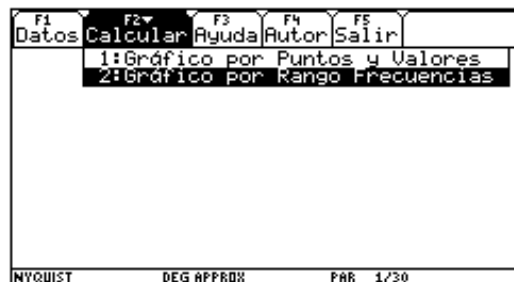 F1 F2▾ F3 F4 F5
Datos Calcular Ayuda Autor Salir
1:Gráfico por Puntos y Valores
2:Gráfico por Rango Frecuencias
NYQUIST DEG APPROX PAR 1/30